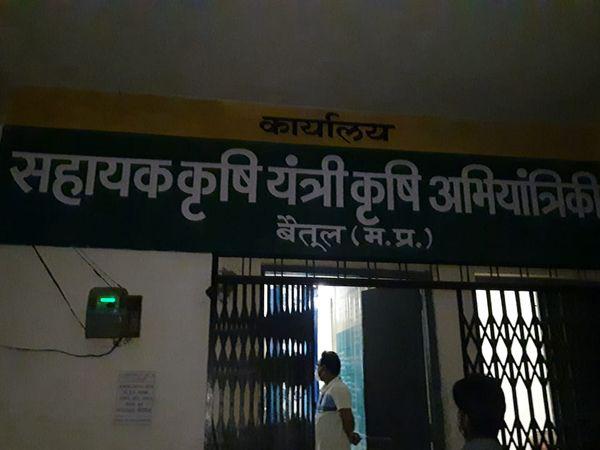 कार्यालय
सहायक कृषि यंत्री कृषि अभियांत्रिकी
बैतूल (म.प्र.)